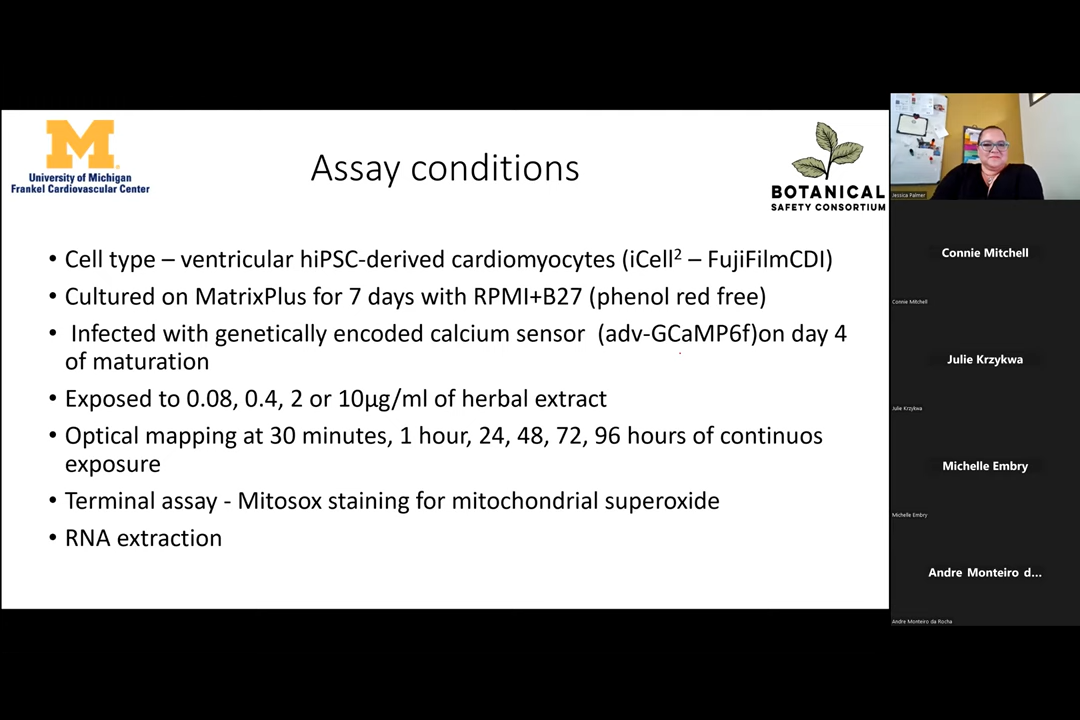 University of Michigan
Frankel Cardiovascular Center
Assay conditions
BOTANICAL
SAFETY CONSORTIUM
• Cell type – ventricular hiPSC-derived cardiomyocytes (iCell² – FujiFilmCDI)
• Cultured on MatrixPlus for 7 days with RPMI+B27 (phenol red free)
• Infected with genetically encoded calcium sensor (adv-GCaMP6f)on day 4
of maturation
• Exposed to 0.08, 0.4, 2 or 10µg/ml of herbal extract
• Optical mapping at 30 minutes, 1 hour, 24, 48, 72, 96 hours of continuos
exposure
• Terminal assay - Mitosox staining for mitochondrial superoxide
• RNA extraction
Jessica Palmer
Connie Mitchell
Connie Mitchell
Julie Krzykwa
Julie Krzykwa
Michelle Embry
Michelle Embry
Andre Monteiro d...
Andre Monteiro da Rocha